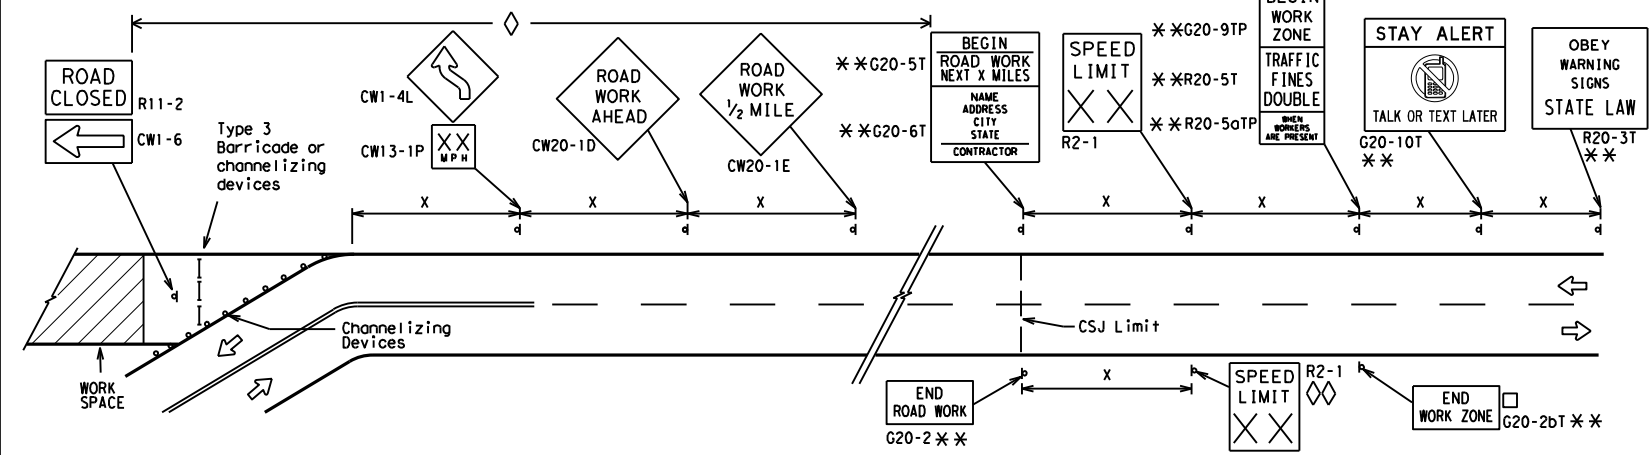 ROAD
CLOSED
R11-2
CW1-6
Type 3
Barricade or
channelizing
devices
CW1-4L
CW13-1P
XX
MPH
ROAD
WORK
AHEAD
CW20-1D
ROAD
WORK
1/2 MILE
CW20-1E
**G20-5T
BEGIN
ROAD WORK
NEXT X MILES
**G20-6T
NAME
ADDRESS
CITY
STATE
CONTRACTOR
SPEED
LIMIT
XX
R2-1
**G20-9TP
BEGIN
WORK
ZONE
**R20-5T
TRAFFIC
FINES
DOUBLE
**R20-5aTP
WHEN
WORKERS
ARE PRESENT
STAY ALERT
TALK OR TEXT LATER
G20-10T
**
OBEY
WARNING
SIGNS
STATE LAW
R20-3T
**
X
X
X
X
X
X
X
Channelizing
Devices
CSJ Limit
WORK
SPACE
X
END
ROAD WORK
G20-2**
SPEED
LIMIT
XX
R2-1
END
WORK ZONE
G20-2bT**